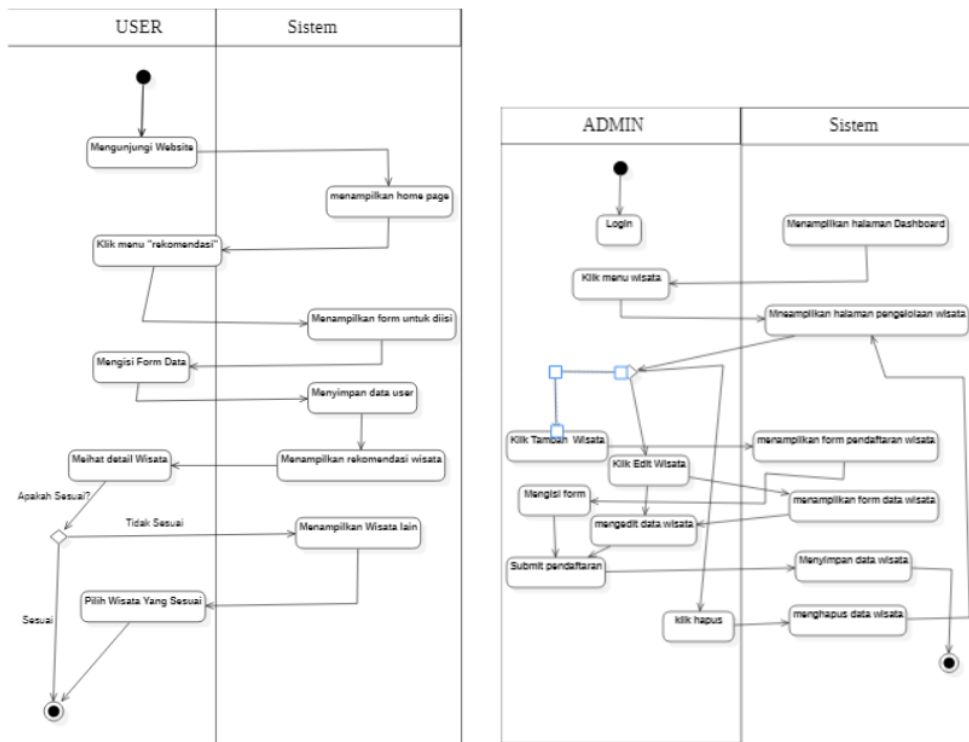 USER
Sistem
Mengunjungi Website
menampilkan home page
Klik menu "rekomendasi"
Menampilkan form untuk diisi
Mengisi Form Data
Menyimpan data user
Meihat detail Wisata
Menampilkan rekomendasi wisata
Apakah Sesuai?
Tidak Sesuai
Menampilkan Wisata lain
Pilih Wisata Yang Sesuai
Sesuai
ADMIN
Sistem
Login
Menampilkan halaman Dashboard
Klik menu wisata
Mneampilkan halaman pengelolaan wisata
Klik Tambah Wisata
menampilkan form pendaftaran wisata
Klik Edit Wisata
Mengisi form
menampilkan form data wisata
mengedit data wisata
Submit pendaftaran
Menyimpan data wisata
klik hapus
menghapus data wisata